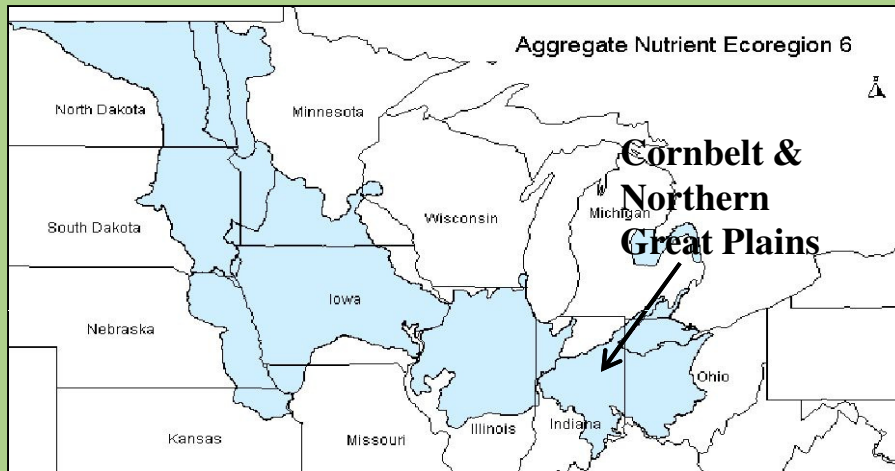 Aggregate Nutrient Ecoregion 6
North Dakota
Minnesota
Cornbelt &
Northern
Great Plains
Michigan
Wisconsin
South Dakota
Iowa
Nebraska
Ohio
Kansas
Missouri
Illinois
Indiana